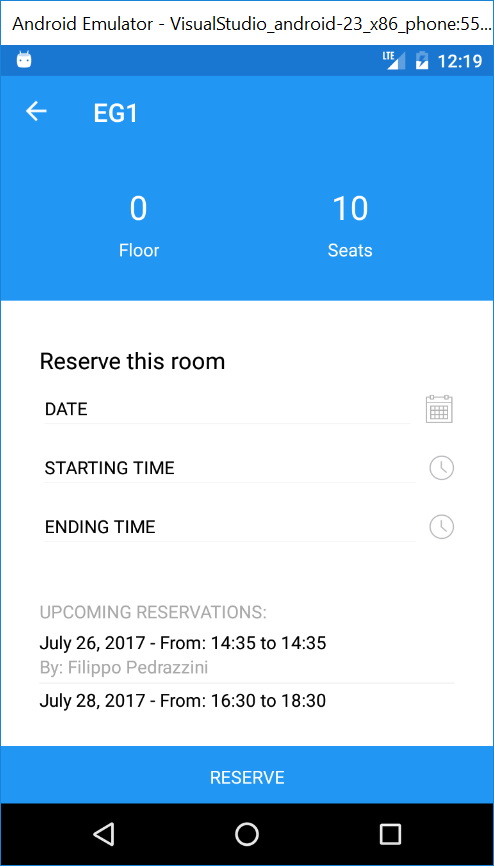 Android Emulator - VisualStudio_android-23_x86_phone:55...
LTE 12:19
EG1
0 10
Floor Seats
Reserve this room
DATE
STARTING TIME
ENDING TIME
UPCOMING RESERVATIONS:
July 26, 2017 - From: 14:35 to 14:35
By: Filippo Pedrazzini
July 28, 2017 - From: 16:30 to 18:30
RESERVE